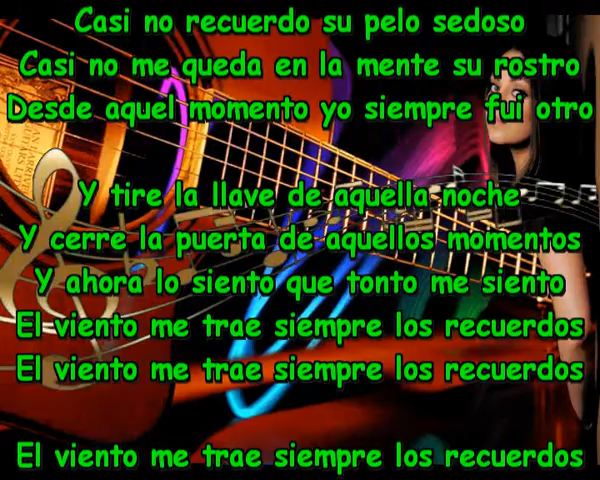 Casi no recuerdo su pelo sedoso
Casi no me queda en la mente su rostro
Desde aquel momento yo siempre fui otro
Y tire la llave de aquella noche
Y cerre la puerta de aquellos momentos
Y ahora lo siento que tonto me siento
El viento me trae siempre los recuerdos
El viento me trae siempre los recuerdos
El viento me trae siempre los recuerdos